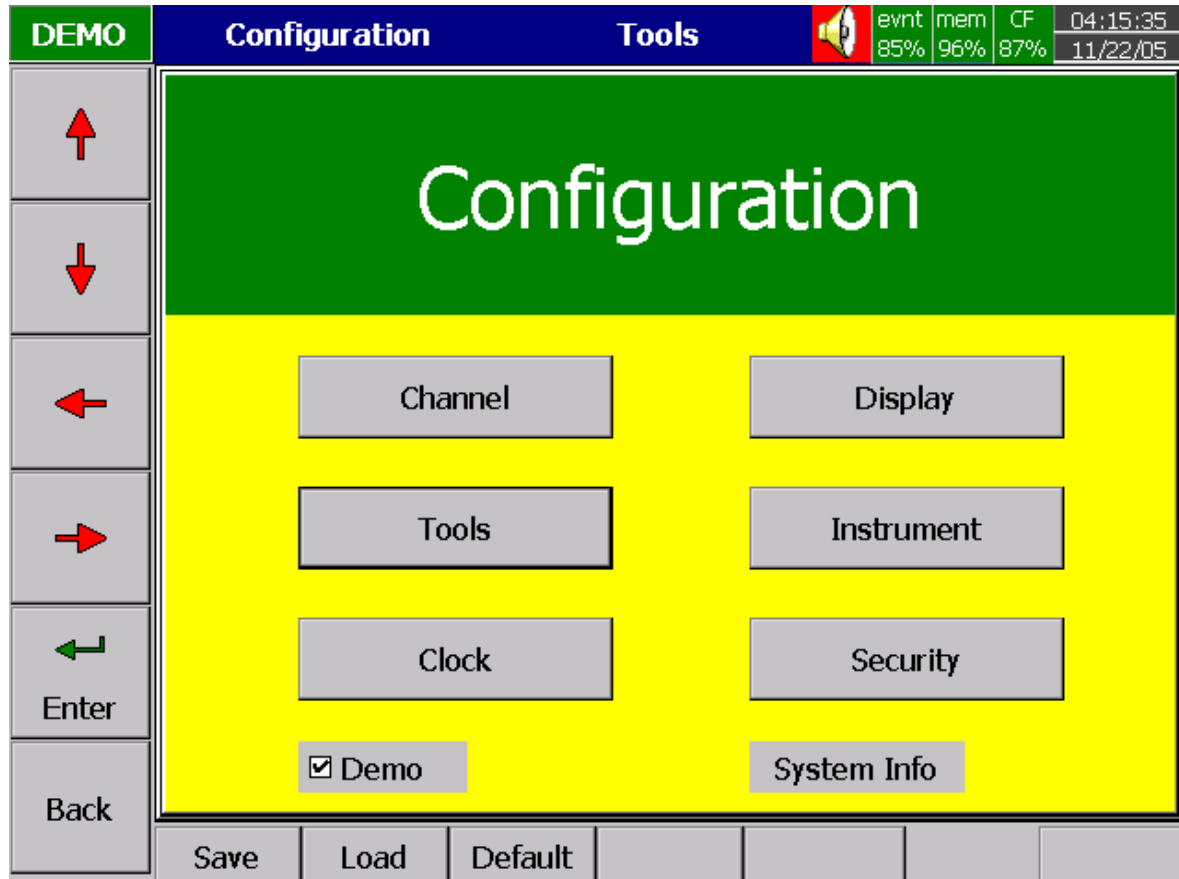 DEMO Configuration Tools evnt mem CF 04:15:35
85% 96% 87% 11/22/05
Configuration
Channel Display
Tools Instrument
Clock Security
Enter
Demo System Info
Back
Save Load Default